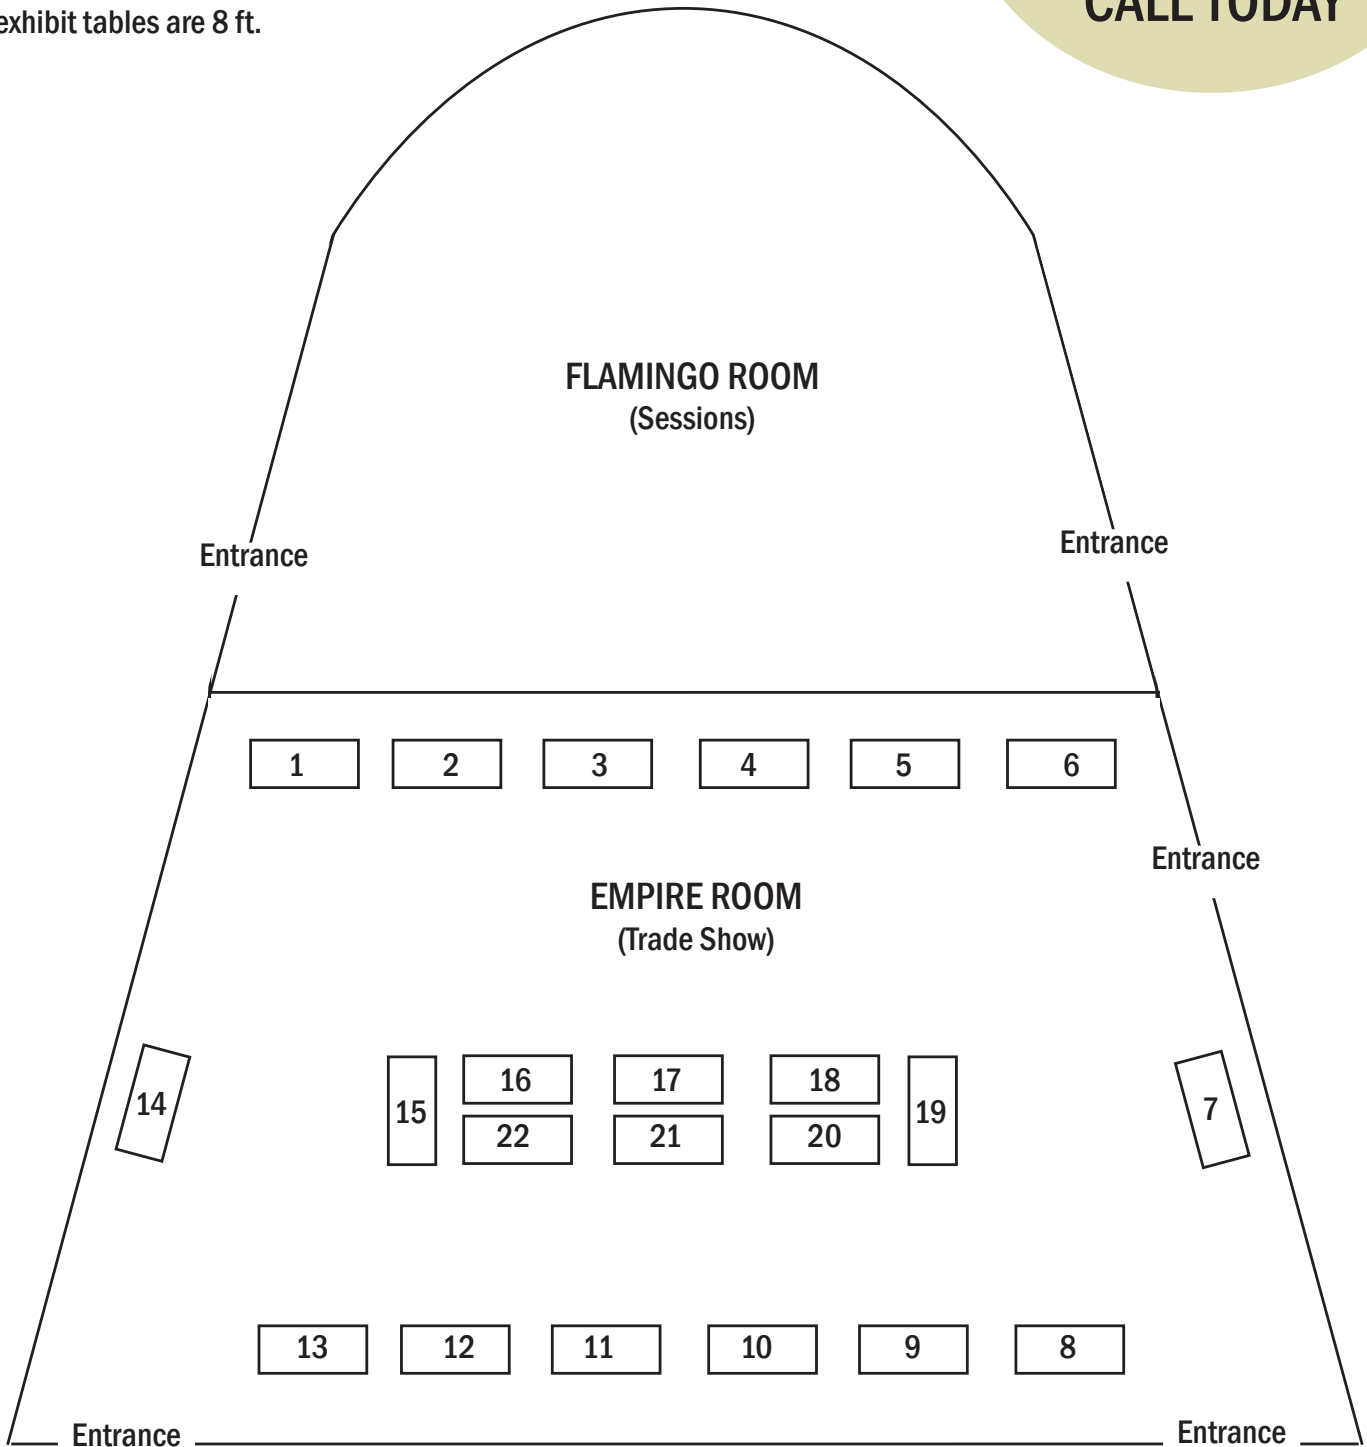 exhibit tables are 8 ft.
CALL TODAY
FLAMINGO ROOM
(Sessions)
Entrance
Entrance
1 2 3 4 5 6
Entrance
EMPIRE ROOM
(Trade Show)
14 15 16 17 18 19 7
22 21 20
13 12 11 10 9 8
Entrance
Entrance